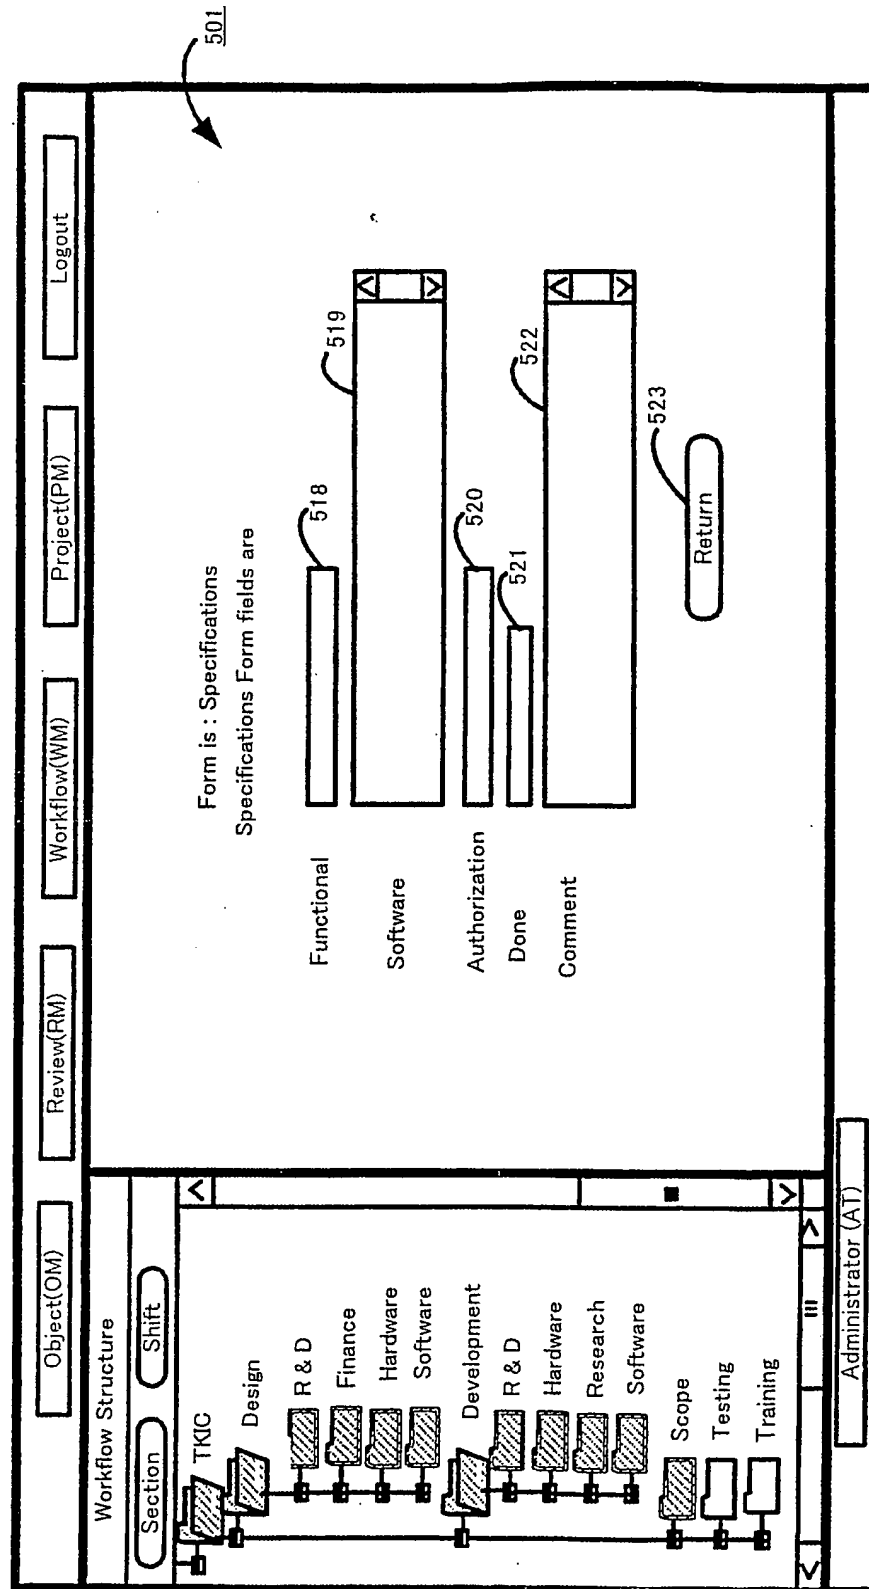 501
Object(OM) Review(RM) Workflow(WM) Project(PM) Logout
Workflow Structure
Section Shift
TKIC
Design
R & D
Finance
Hardware
Software
Development
R & D
Hardware
Research
Software
Scope
Testing
Training
Form is : Specifications
Specifications Form fields are
Functional 518
Software 519
Authorization 520
Done 521
Comment 522
Return 523
Administrator (AT)